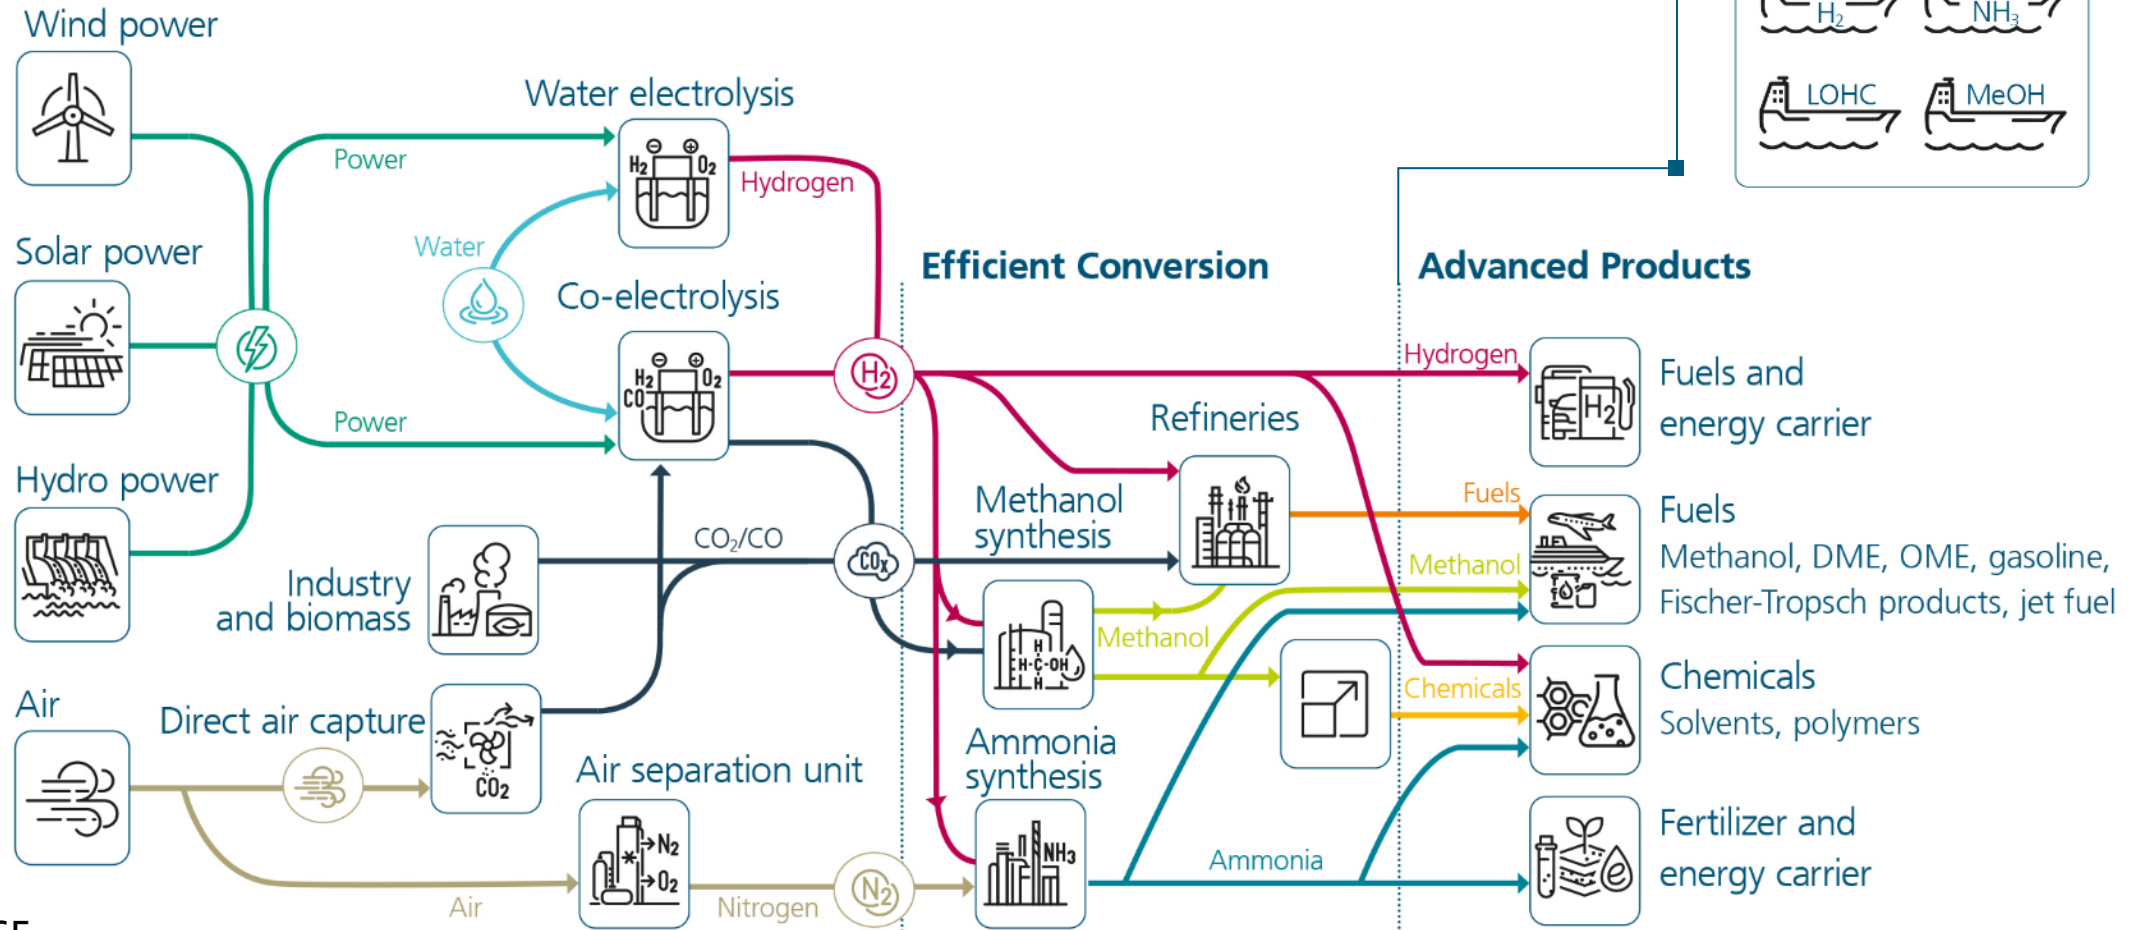 Wind power
H₂
NH₃
LOHC
MeOH
Water electrolysis
H₂
O₂
Power
Hydrogen
Solar power
Water
Co-electrolysis
Efficient Conversion
Advanced Products
H₂
CO
O₂
H₂
Hydrogen
H₂
Fuels and
energy carrier
Power
Refineries
Hydro power
Methanol
synthesis
Fuels
Fuels
Methanol, DME, OME, gasoline,
Fischer-Tropsch products, jet fuel
CO₂/CO
COₓ
Methanol
Industry
and biomass
H
H-C-OH
H
Methanol
Chemicals
Chemicals
Solvents, polymers
Air
Direct air capture
CO₂
Air separation unit
Ammonia
synthesis
N₂
O₂
NH₃
Ammonia
Fertilizer and
energy carrier
e
Air
Nitrogen
N₂